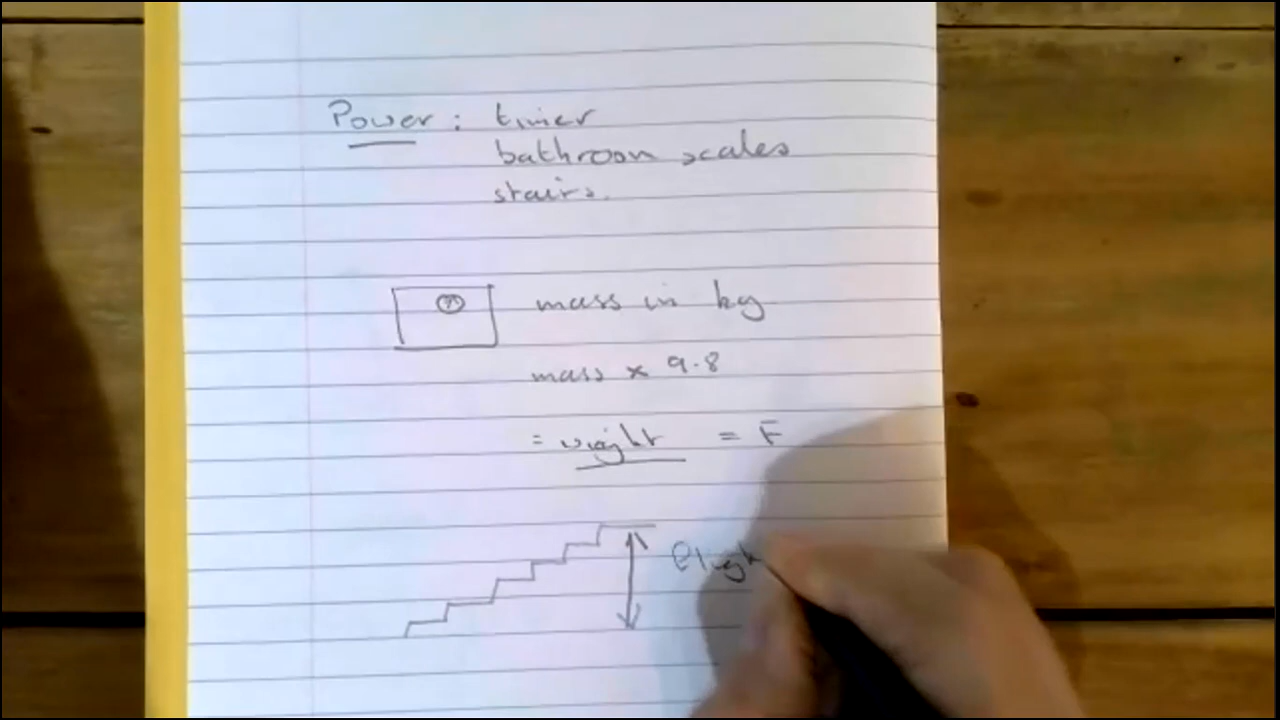 Power: timer
bathroom scales
stairs.
mass in kg
mass × 9.8
= weight = F